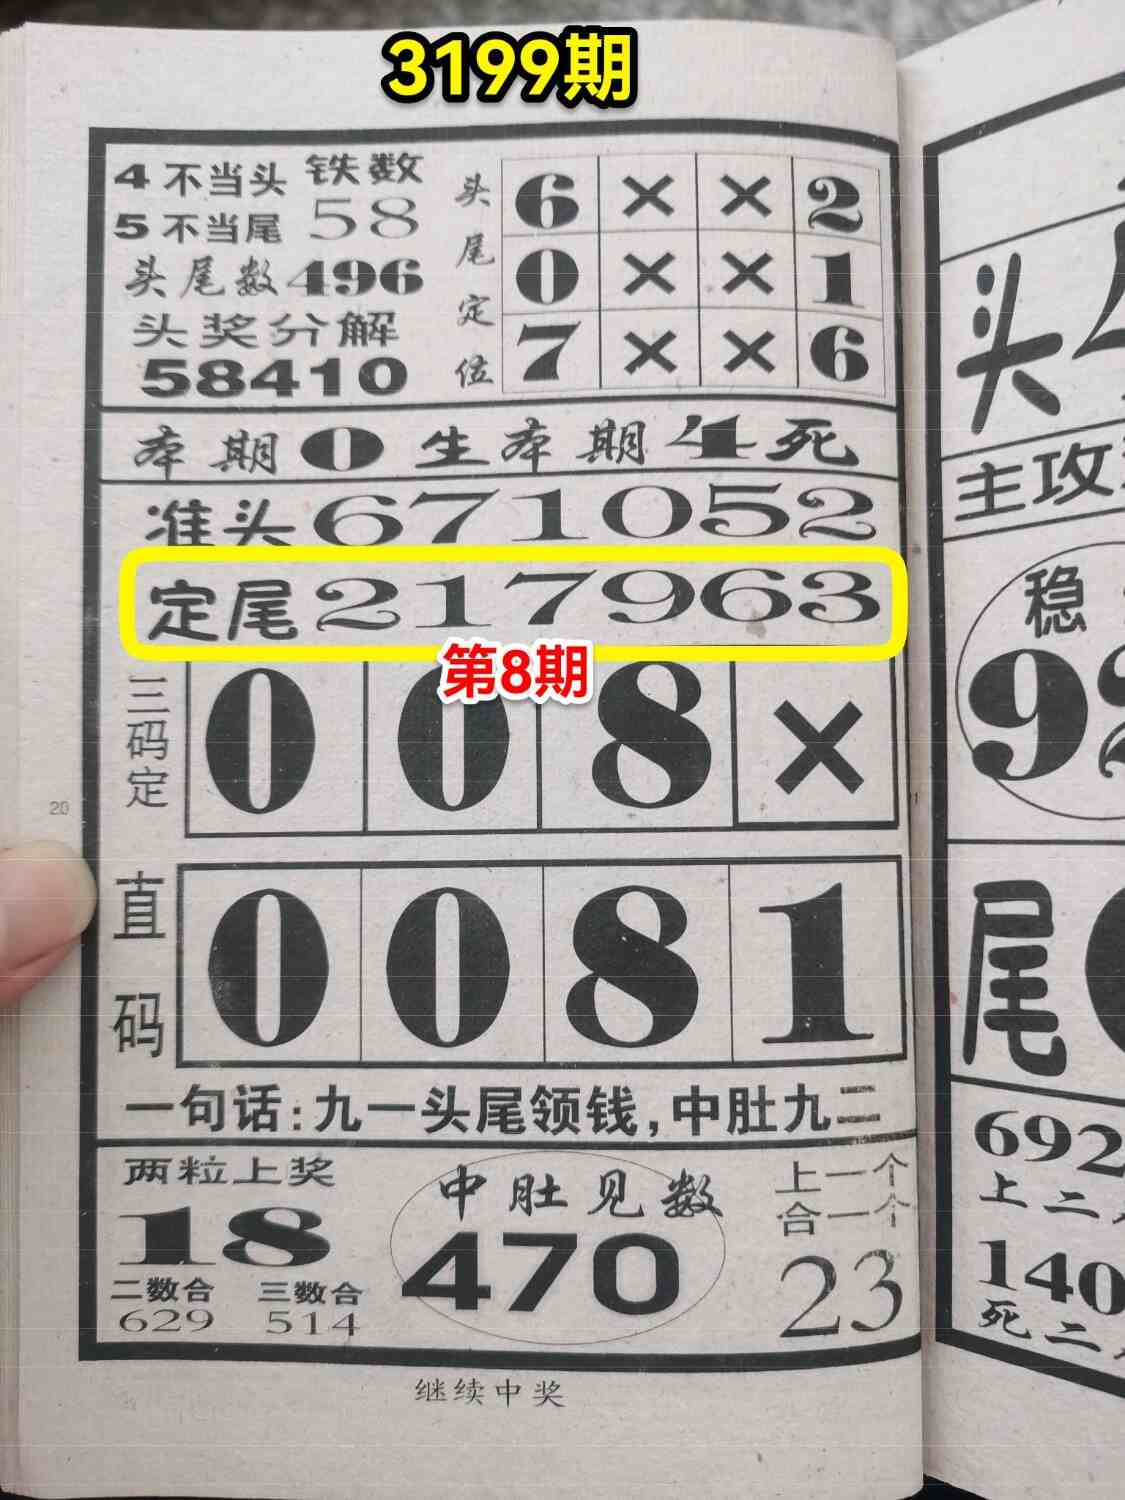 3199期
4不当头 铁数
5不当尾 58
头尾数496
头奖分解
58410
头尾定位
6 × × 2
0 × × 1
7 × × 6
本期0生本期4死
准头671052
定尾217963
第8期
三码定
0 0 8 ×
20
直码
0 0 8 1
一句话:九一头尾领钱,中肚九二
两粒上奖
18
二数合 三数合
629 514
中肚见数
470
上一个
合一个
23
继续中奖
头
主攻
稳
9
尾
692
上二
140
死二